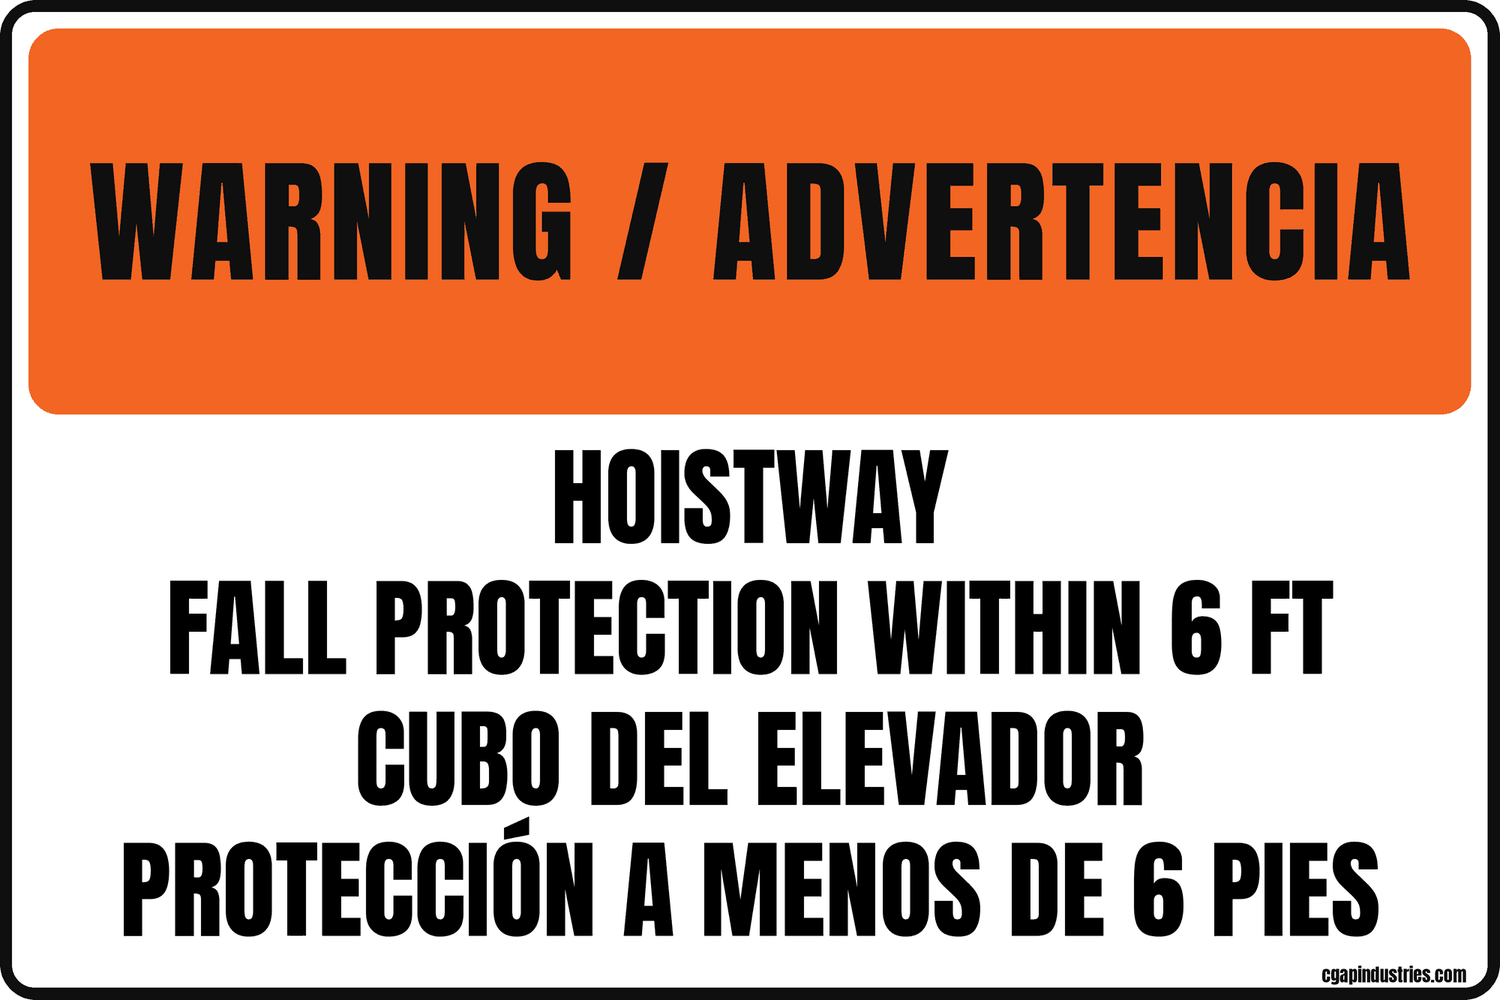 WARNING / ADVERTENCIA
HOISTWAY
FALL PROTECTION WITHIN 6 FT
CUBO DEL ELEVADOR
PROTECCIÓN A MENOS DE 6 PIES
cgapindustries.com